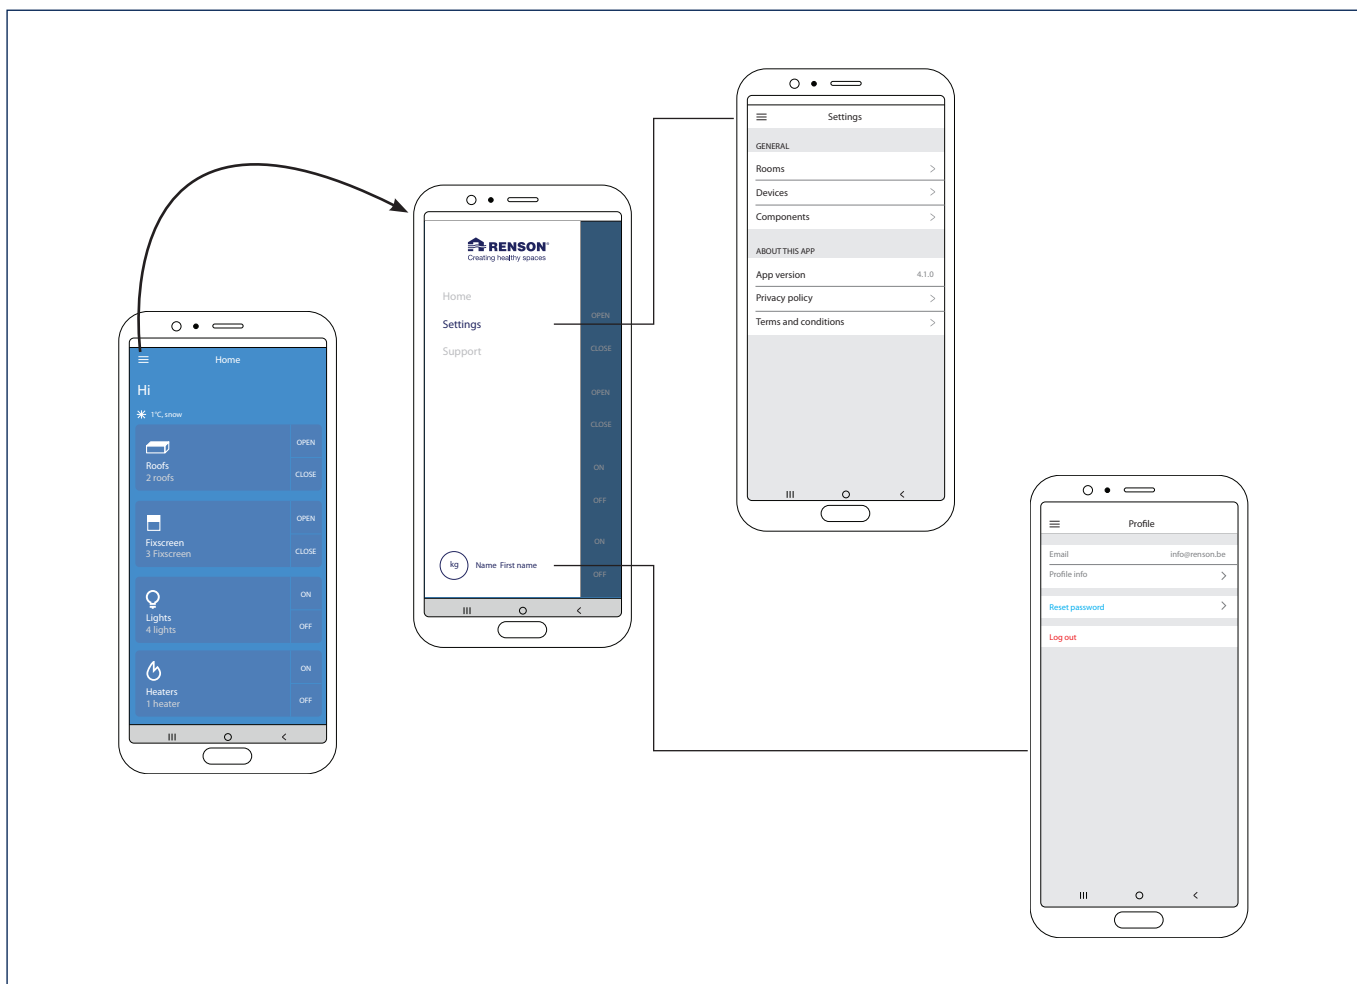 Home
Hi
1°C, snow
Roofs
2 roofs
OPEN
CLOSE
Fixscreen
3 Fixscreen
OPEN
CLOSE
Lights
4 lights
ON
OFF
Heaters
1 heater
ON
OFF
RENSON®
Creating healthy spaces
Home
Settings
Support
kg
Name First name
OPEN
CLOSE
OPEN
CLOSE
ON
OFF
ON
OFF
Settings
GENERAL
Rooms
Devices
Components
ABOUT THIS APP
App version 4.1.0
Privacy policy
Terms and conditions
Profile
Email info@renson.be
Profile info
Reset password
Log out